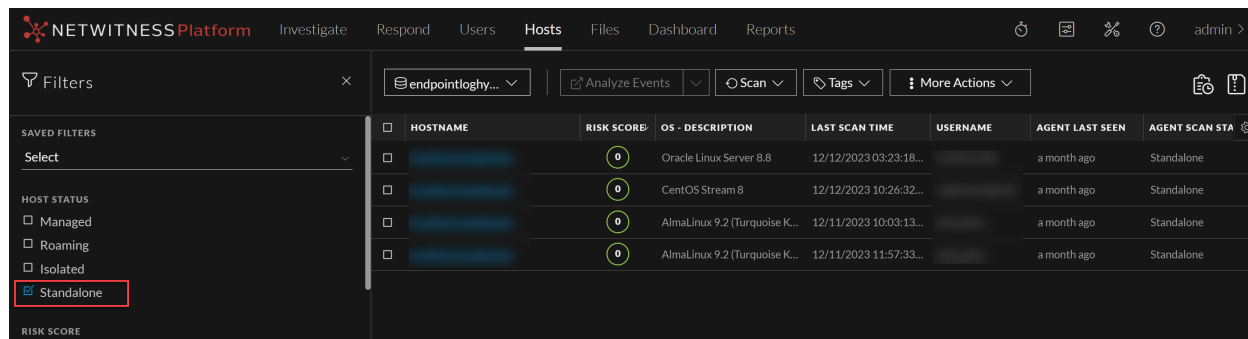 NETWITNESS Platform Investigate Respond Users Hosts Files Dashboard Reports admin >
Filters
endpointloghy... Analyze Events Scan Tags More Actions
SAVED FILTERS
Select
HOST STATUS
Managed
Roaming
Isolated
Standalone
RISK SCORE
HOSTNAME RISK SCORE OS - DESCRIPTION LAST SCAN TIME USERNAME AGENT LAST SEEN AGENT SCAN STA
0 Oracle Linux Server 8.8 12/12/2023 03:23:18... a month ago Standalone
0 CentOS Stream 8 12/12/2023 10:26:32... a month ago Standalone
0 AlmaLinux 9.2 (Turquoise K... 12/11/2023 10:03:13... a month ago Standalone
0 AlmaLinux 9.2 (Turquoise K... 12/11/2023 11:57:33... a month ago Standalone